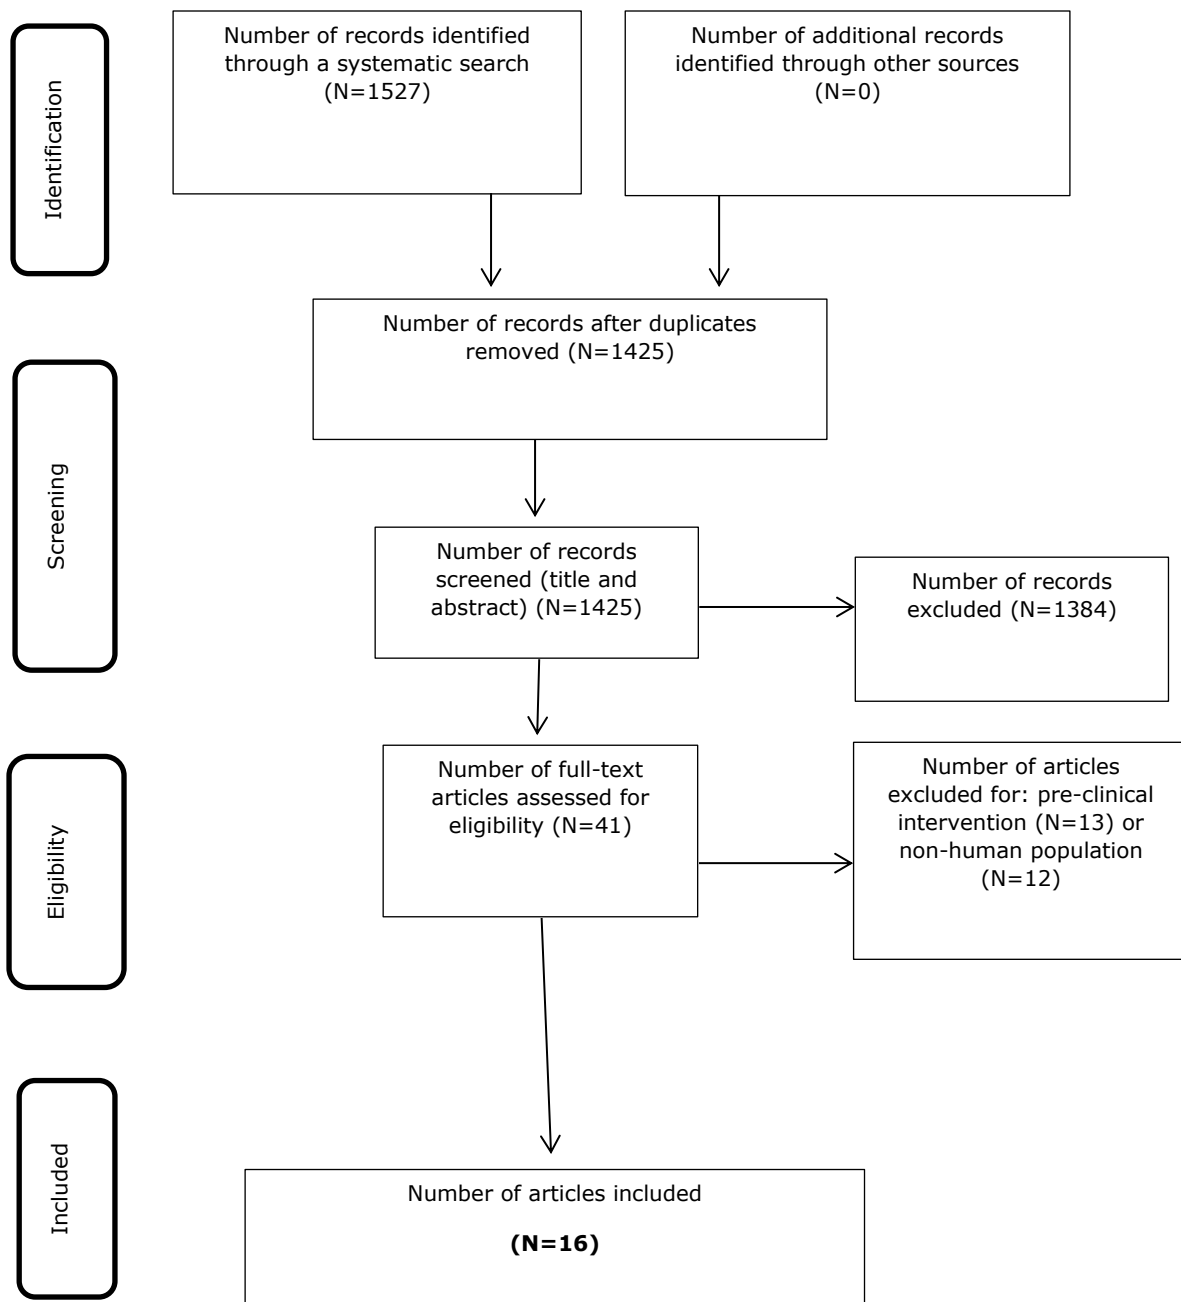 Identification
Number of records identified
through a systematic search
(N=1527)
Number of additional records
identified through other sources
(N=0)
Number of records after duplicates
removed (N=1425)
Screening
Number of records
screened (title and
abstract) (N=1425)
Number of records
excluded (N=1384)
Eligibility
Number of full-text
articles assessed for
eligibility (N=41)
Number of articles
excluded for: pre-clinical
intervention (N=13) or
non-human population
(N=12)
Included
Number of articles included
(N=16)